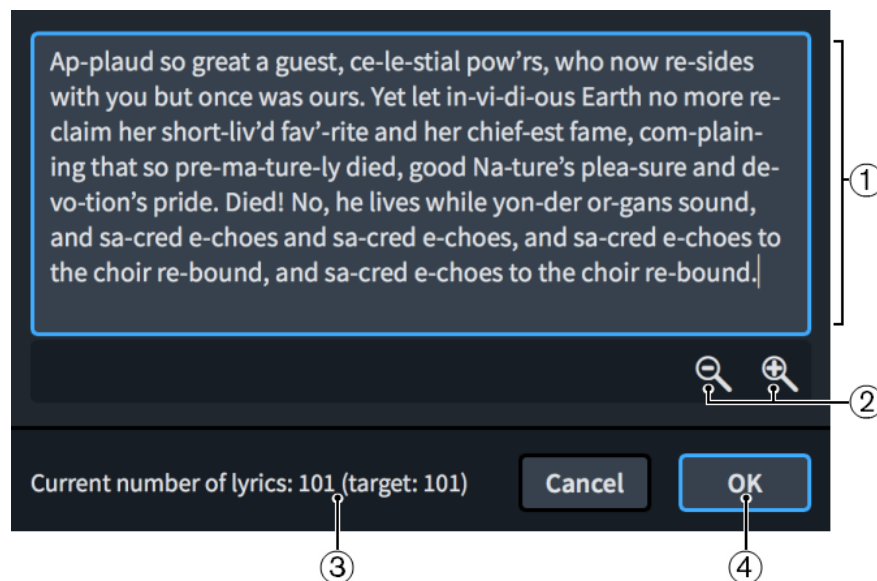 Ap-plaud so great a guest, ce-le-stial pow’rs, who now re-sides
with you but once was ours. Yet let in-vi-di-ous Earth no more re-
claim her short-liv’d fav’-rite and her chief-est fame, com-plain-
ing that so pre-ma-ture-ly died, good Na-ture’s plea-sure and de-
vo-tion’s pride. Died! No, he lives while yon-der or-gans sound,
and sa-cred e-choes and sa-cred e-choes, and sa-cred e-choes to
the choir re-bound, and sa-cred e-choes to the choir re-bound.
1
2
Current number of lyrics: 101 (target: 101)
Cancel
OK
3
4